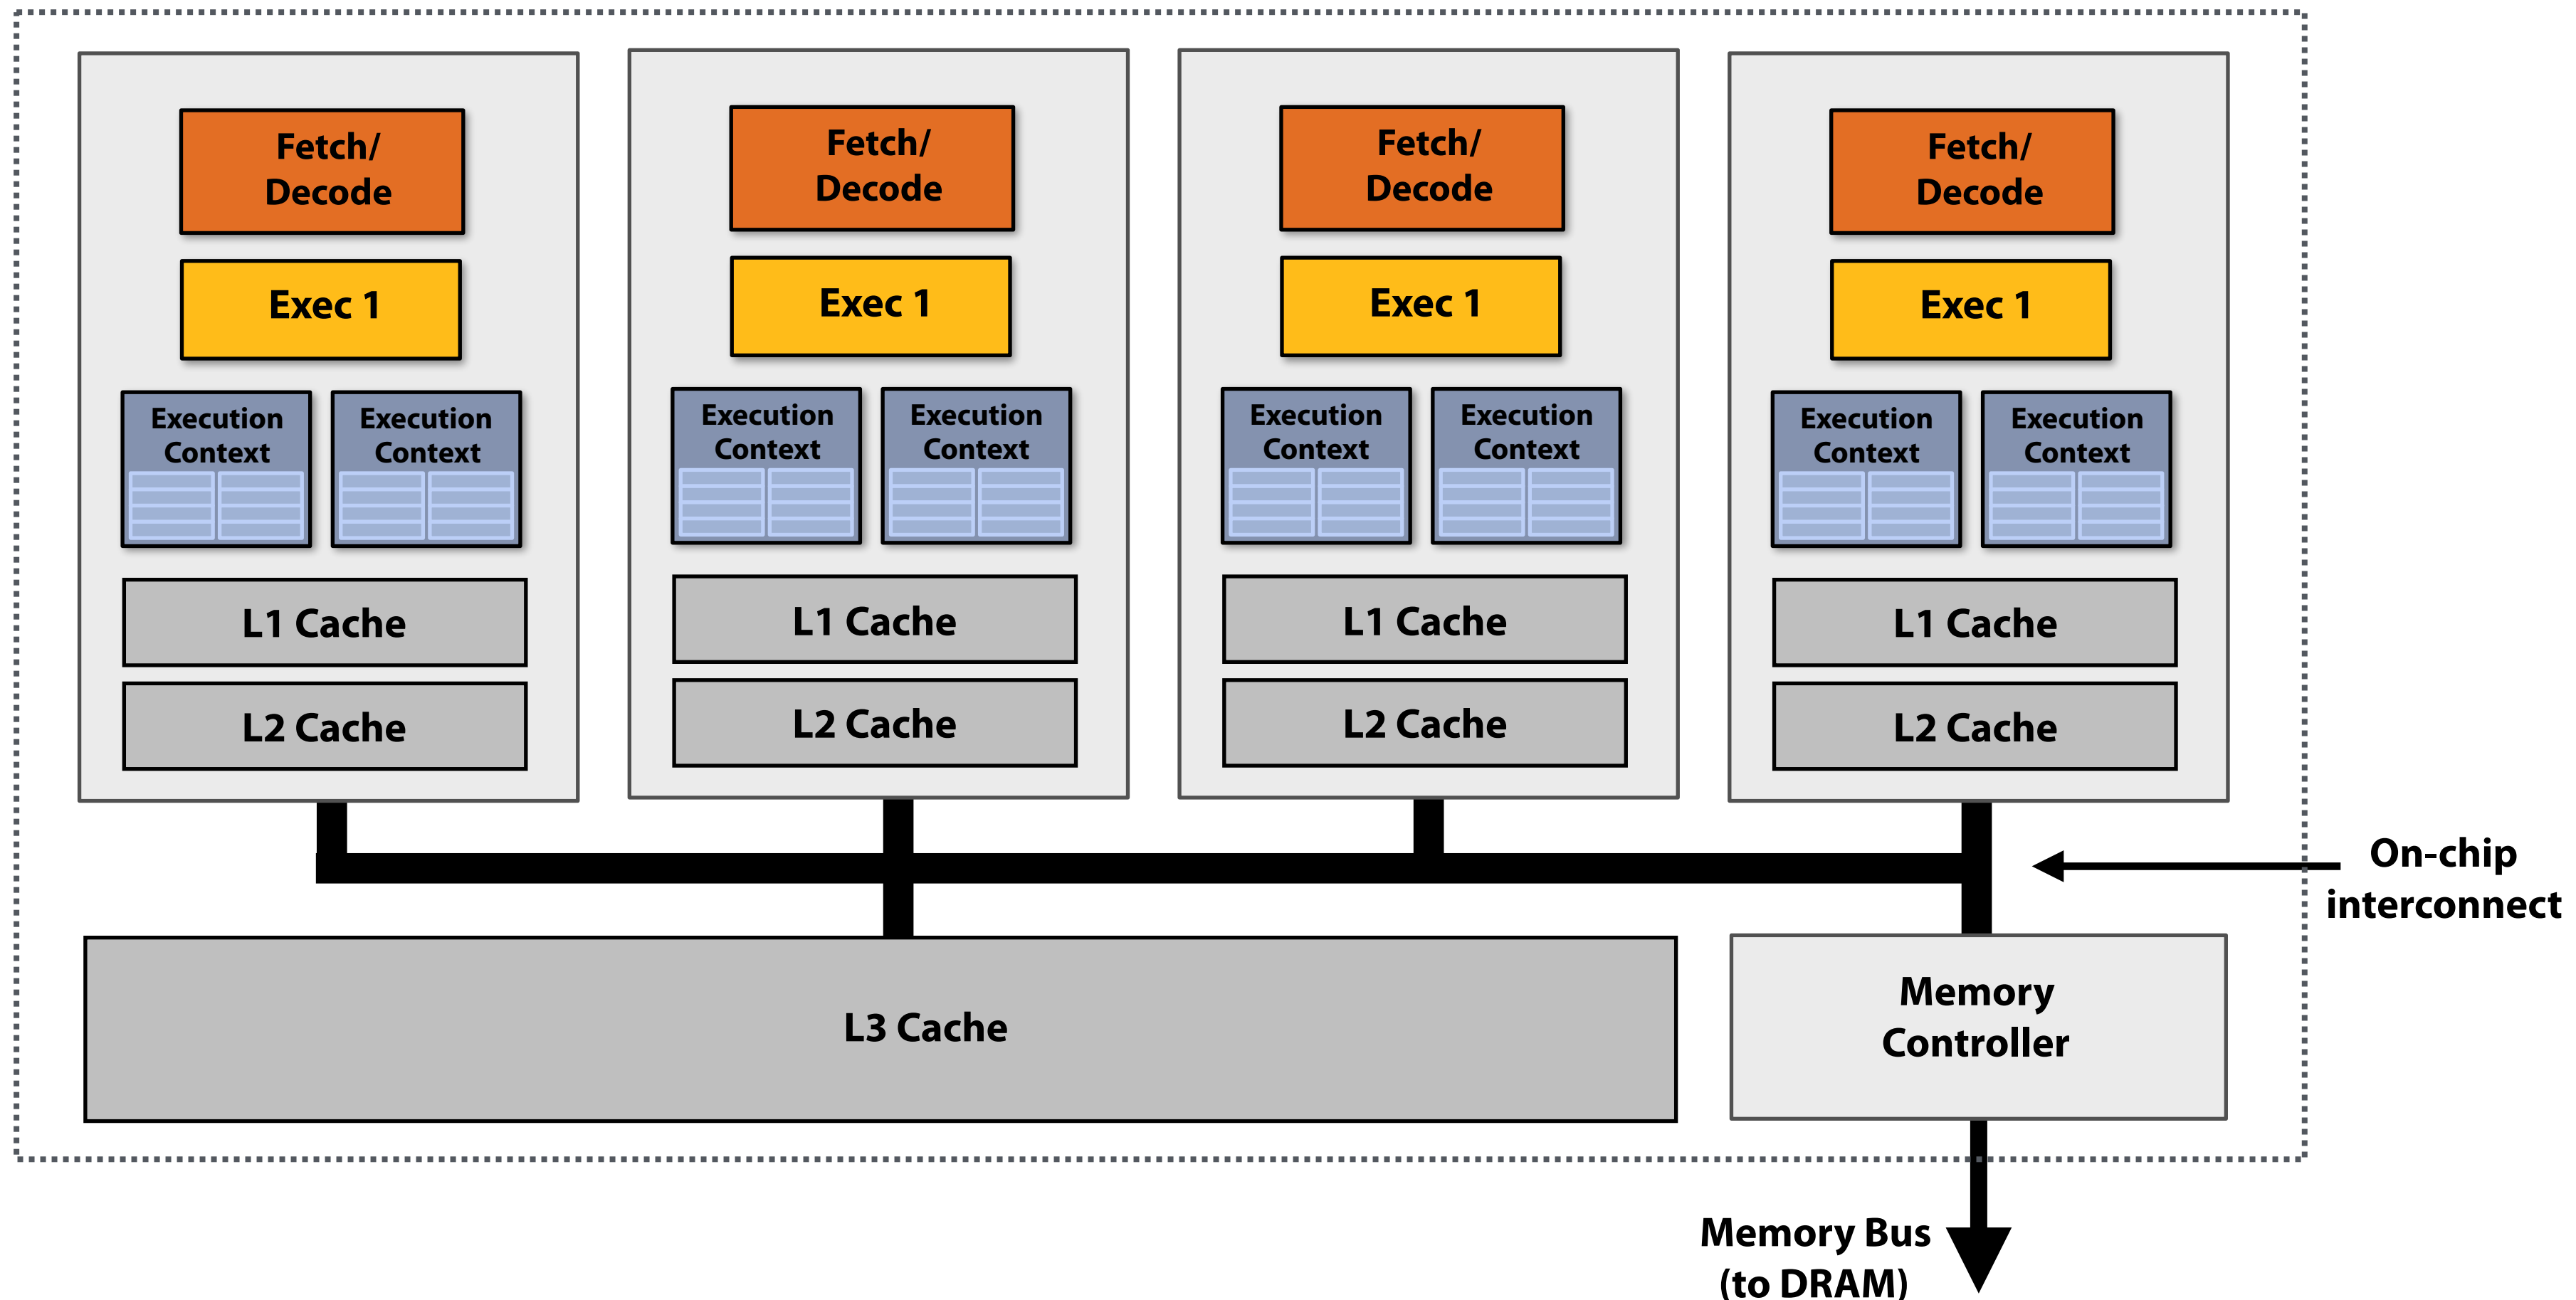 Fetch/
Decode
Exec 1
Execution
Context
Execution
Context
L1 Cache
L2 Cache
Fetch/
Decode
Exec 1
Execution
Context
Execution
Context
L1 Cache
L2 Cache
Fetch/
Decode
Exec 1
Execution
Context
Execution
Context
L1 Cache
L2 Cache
Fetch/
Decode
Exec 1
Execution
Context
Execution
Context
L1 Cache
L2 Cache
On-chip
interconnect
L3 Cache
Memory
Controller
Memory Bus
(to DRAM)